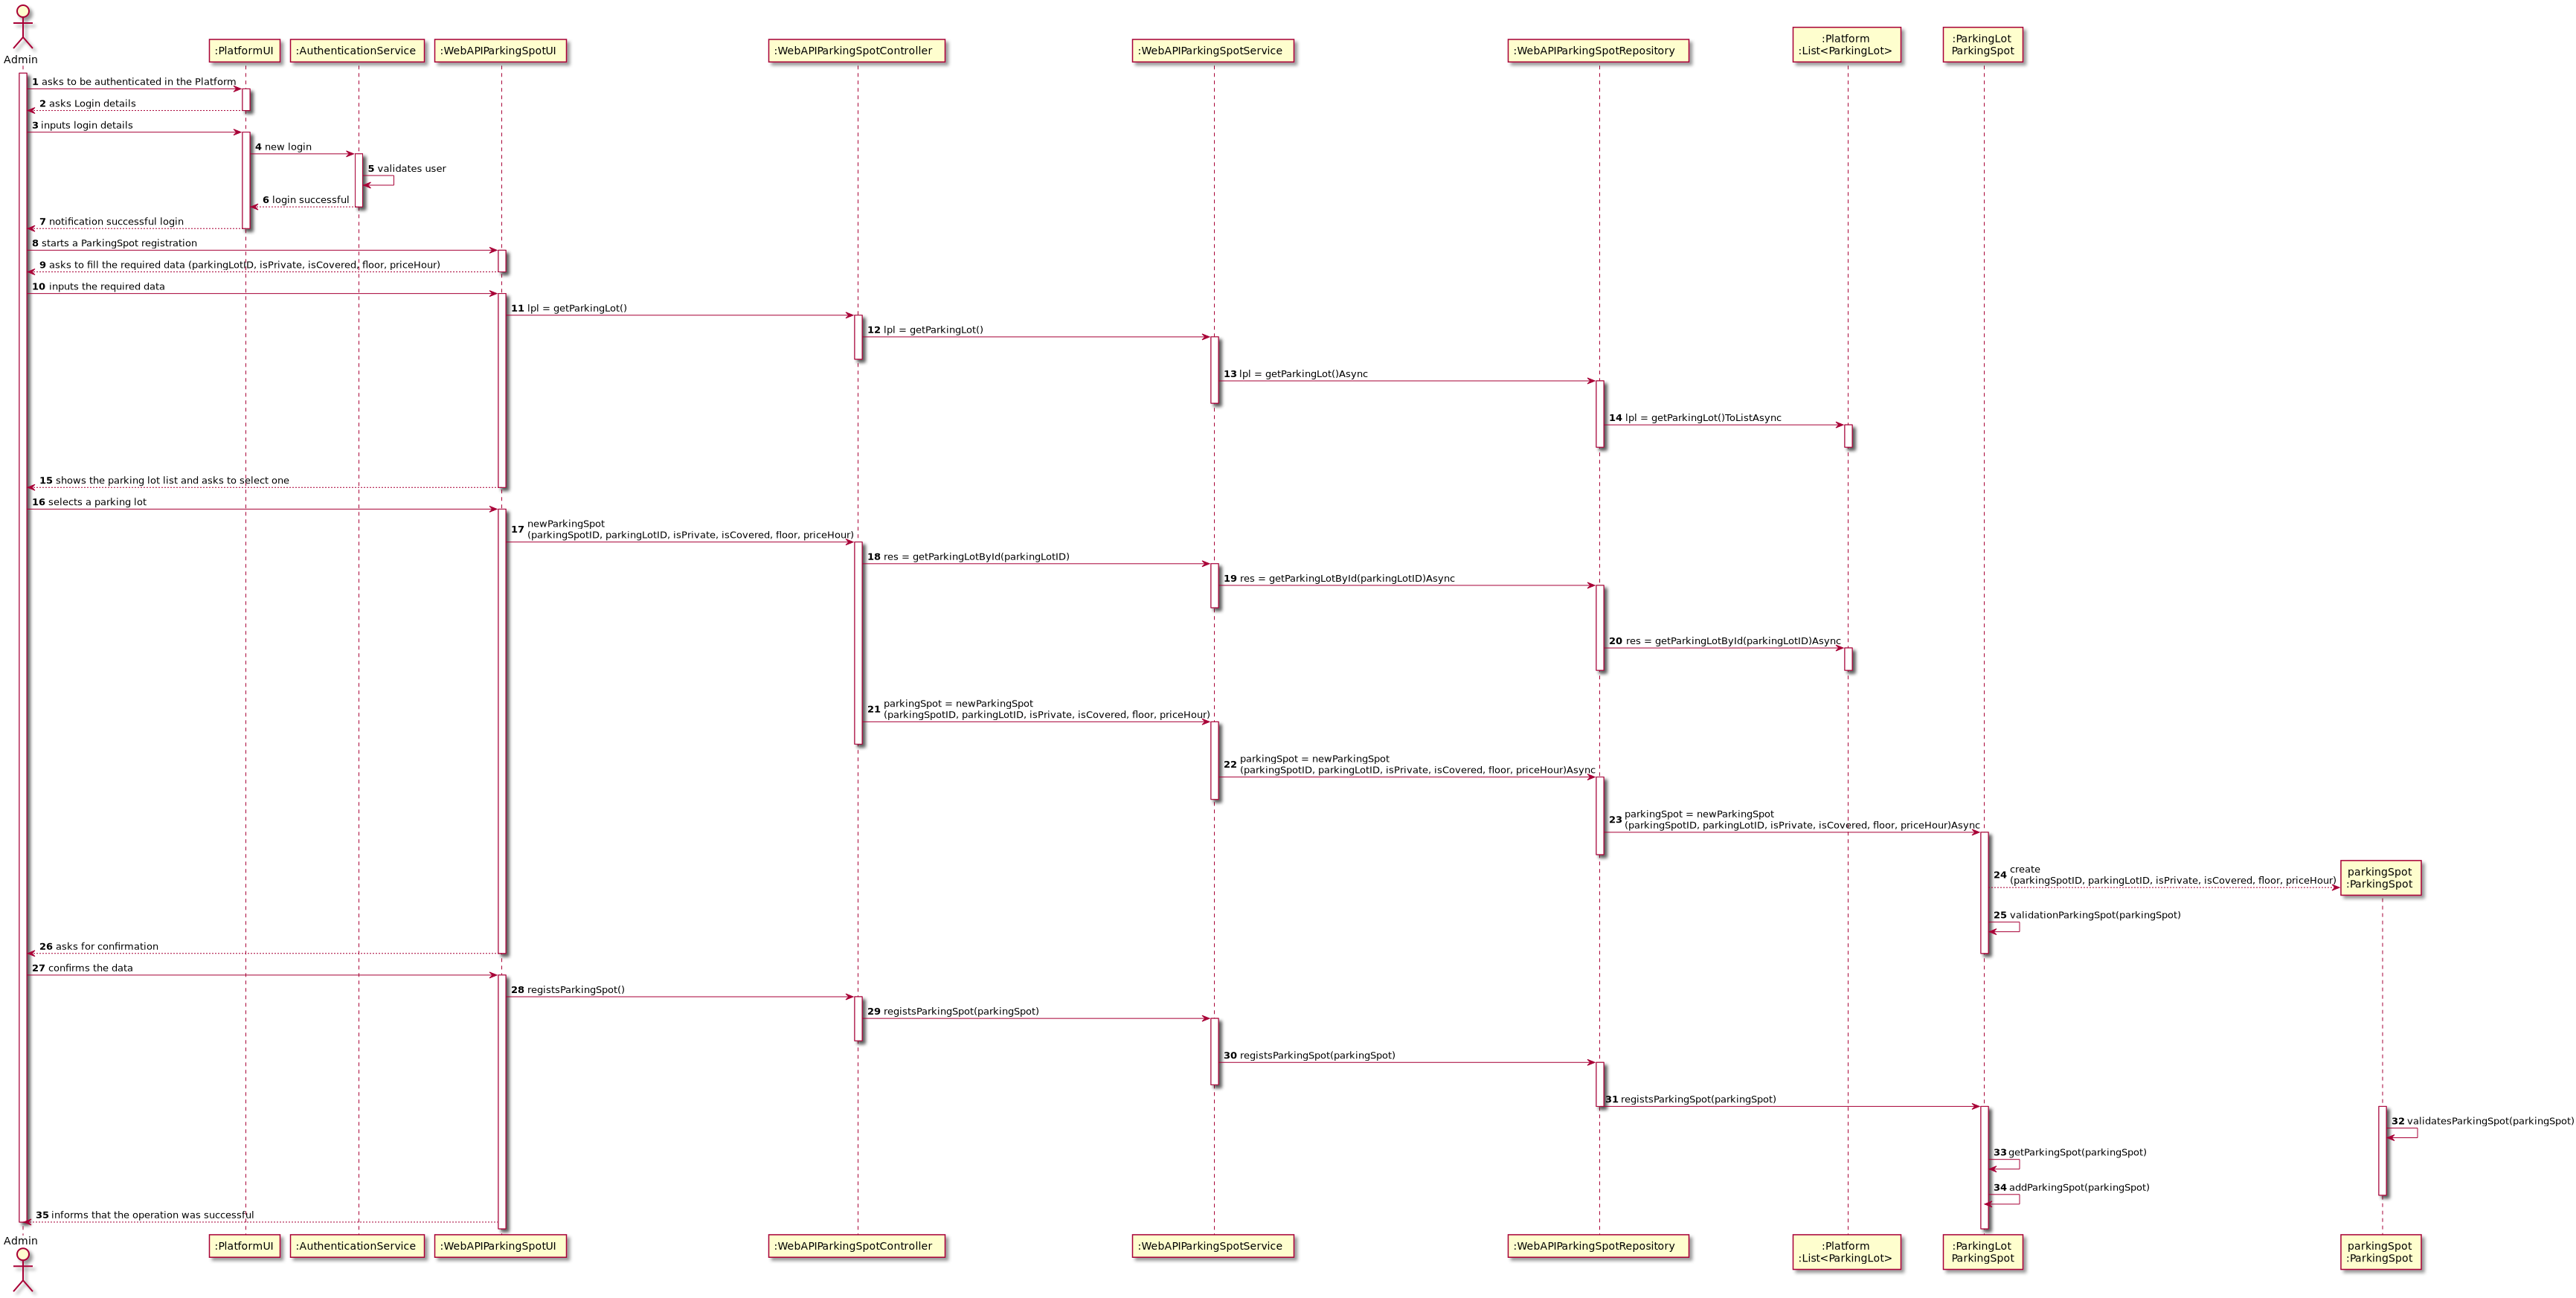 Admin
:PlatformUI
:AuthenticationService
:WebAPIParkingSpotUI
:WebAPIParkingSpotController
:WebAPIParkingSpotService
:WebAPIParkingSpotRepository
:Platform
:List<ParkingLot>
:ParkingLot
ParkingSpot
1 asks to be authenticated in the Platform
2 asks Login details
3 inputs login details
4 new login
5 validates user
6 login successful
7 notification successful login
8 starts a ParkingSpot registration
9 asks to fill the required data (parkingLotID, isPrivate, isCovered, floor, priceHour)
10 inputs the required data
11 lpl = getParkingLot()
12 lpl = getParkingLot()
13 lpl = getParkingLot()Async
14 lpl = getParkingLot()ToListAsync
15 shows the parking lot list and asks to select one
16 selects a parking lot
17 newParkingSpot
(parkingSpotID, parkingLotID, isPrivate, isCovered, floor, priceHour)
18 res = getParkingLotById(parkingLotID)
19 res = getParkingLotById(parkingLotID)Async
20 res = getParkingLotById(parkingLotID)Async
21 parkingSpot = newParkingSpot
(parkingSpotID, parkingLotID, isPrivate, isCovered, floor, priceHour)
22 parkingSpot = newParkingSpot
(parkingSpotID, parkingLotID, isPrivate, isCovered, floor, priceHour)Async
23 parkingSpot = newParkingSpot
(parkingSpotID, parkingLotID, isPrivate, isCovered, floor, priceHour)Async
24 create
(parkingSpotID, parkingLotID, isPrivate, isCovered, floor, priceHour)
parkingSpot
:ParkingSpot
25 validationParkingSpot(parkingSpot)
26 asks for confirmation
27 confirms the data
28 registsParkingSpot()
29 registsParkingSpot(parkingSpot)
30 registsParkingSpot(parkingSpot)
31 registsParkingSpot(parkingSpot)
32 validatesParkingSpot(parkingSpot)
33 getParkingSpot(parkingSpot)
34 addParkingSpot(parkingSpot)
35 informs that the operation was successful
Admin
:PlatformUI
:AuthenticationService
:WebAPIParkingSpotUI
:WebAPIParkingSpotController
:WebAPIParkingSpotService
:WebAPIParkingSpotRepository
:Platform
:List<ParkingLot>
:ParkingLot
ParkingSpot
parkingSpot
:ParkingSpot